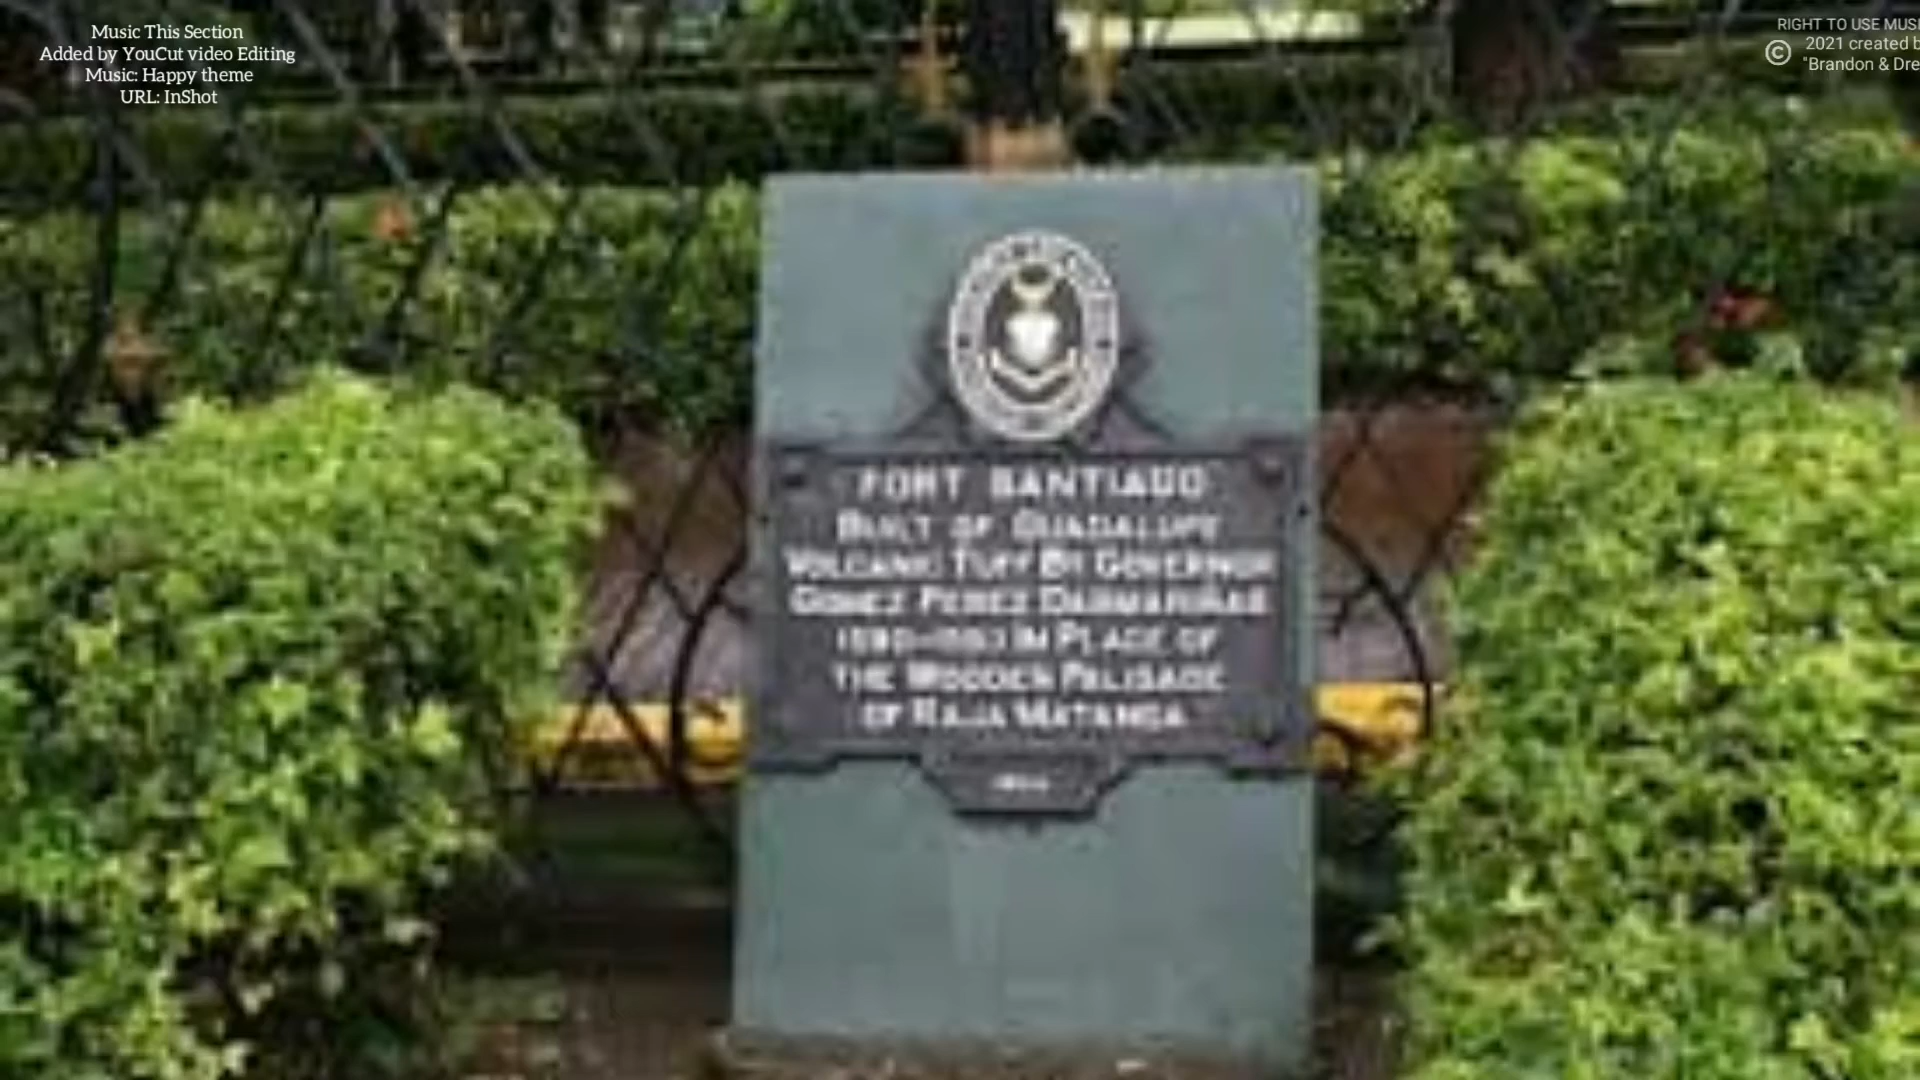 Music This Section
Added by YouCut video Editing
Music: Happy theme
URL: InShot
RIGHT TO USE MUSI
© 2021 created b
"Brandon & Dre
FORT SANTIAGO
BUILT OF GUADALUPE
VOLCANIC TUFF BY GOVERNOR
GOMEZ PEREZ DASMARIÑAS
IN PLACE OF
THE WOODEN PALISADE
OF RAJA MATANDA